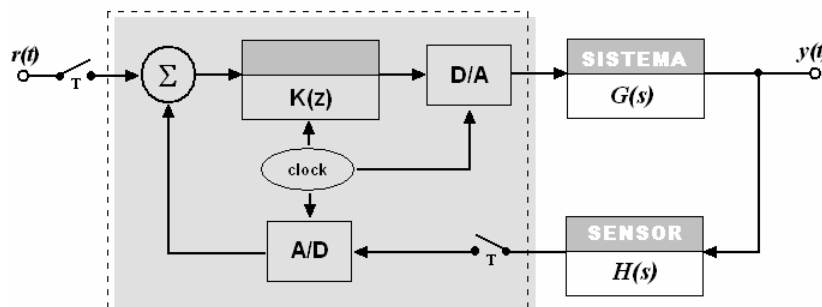 r(t)
T
Σ
K(z)
D/A
SISTEMA
G(s)
y(t)
clock
A/D
T
SENSOR
H(s)